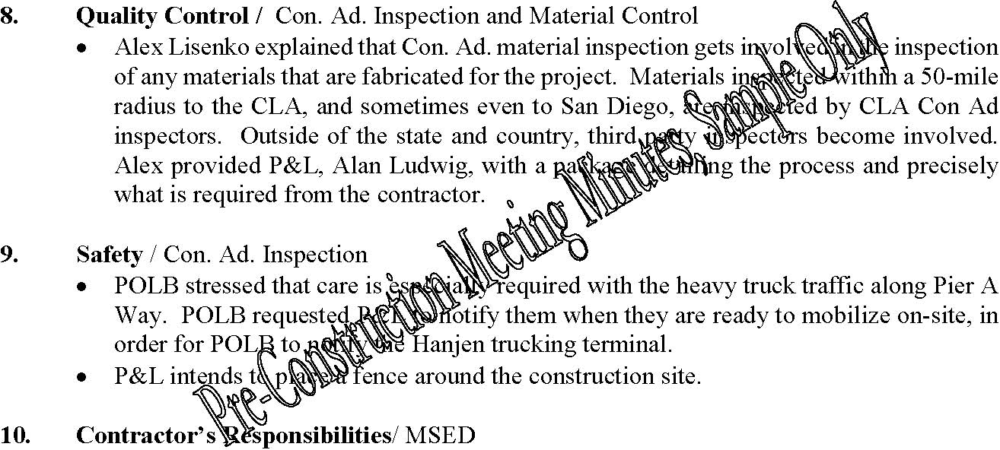 8. Quality Control / Con. Ad. Inspection and Material Control
• Alex Lisenko explained that Con. Ad. material inspection gets involved in the inspection
of any materials that are fabricated for the project. Materials inspected within a 50-mile
radius to the CLA, and sometimes even to San Diego, are inspected by CLA Con Ad
inspectors. Outside of the state and country, third party inspectors become involved.
Alex provided P&L, Alan Ludwig, with a package detailing the process and precisely
what is required from the contractor.
9. Safety / Con. Ad. Inspection
• POLB stressed that care is especially required with the heavy truck traffic along Pier A
Way. POLB requested P&L to notify them when they are ready to mobilize on-site, in
order for POLB to notify the Hanjen trucking terminal.
• P&L intends to place a fence around the construction site.
10. Contractor's Responsibilities/ MSED
Pre-Construction Meeting Minutes, Sample Only